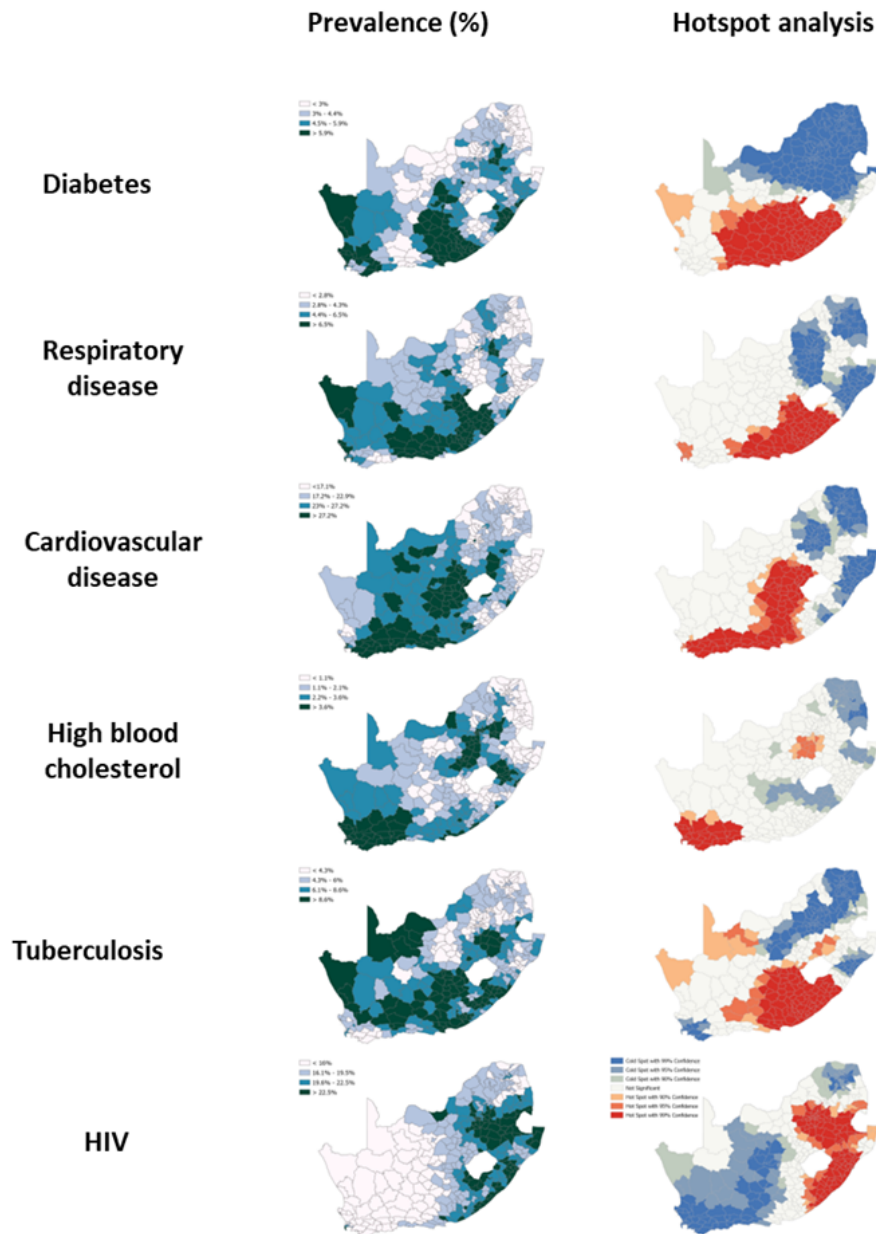 Prevalence (%)
Hotspot analysis
Diabetes
< 3%
3% - 4.4%
4.5% - 5.9%
> 5.9%
Respiratory
disease
< 2.8%
2.8% - 4.3%
4.4% - 6.5%
> 6.5%
Cardiovascular
disease
<17.1%
17.2% - 22.9%
23% - 27.2%
> 27.2%
High blood
cholesterol
< 1.1%
1.1% - 2.1%
2.2% - 3.6%
> 3.6%
Tuberculosis
< 4.3%
4.3% - 6%
6.1% - 8.6%
> 8.6%
HIV
< 16%
16.1% - 19.5%
19.6% - 22.5%
> 22.5%
Cold Spot with 99% Confidence
Cold Spot with 95% Confidence
Cold Spot with 90% Confidence
Not Significant
Hot Spot with 90% Confidence
Hot Spot with 95% Confidence
Hot Spot with 99% Confidence